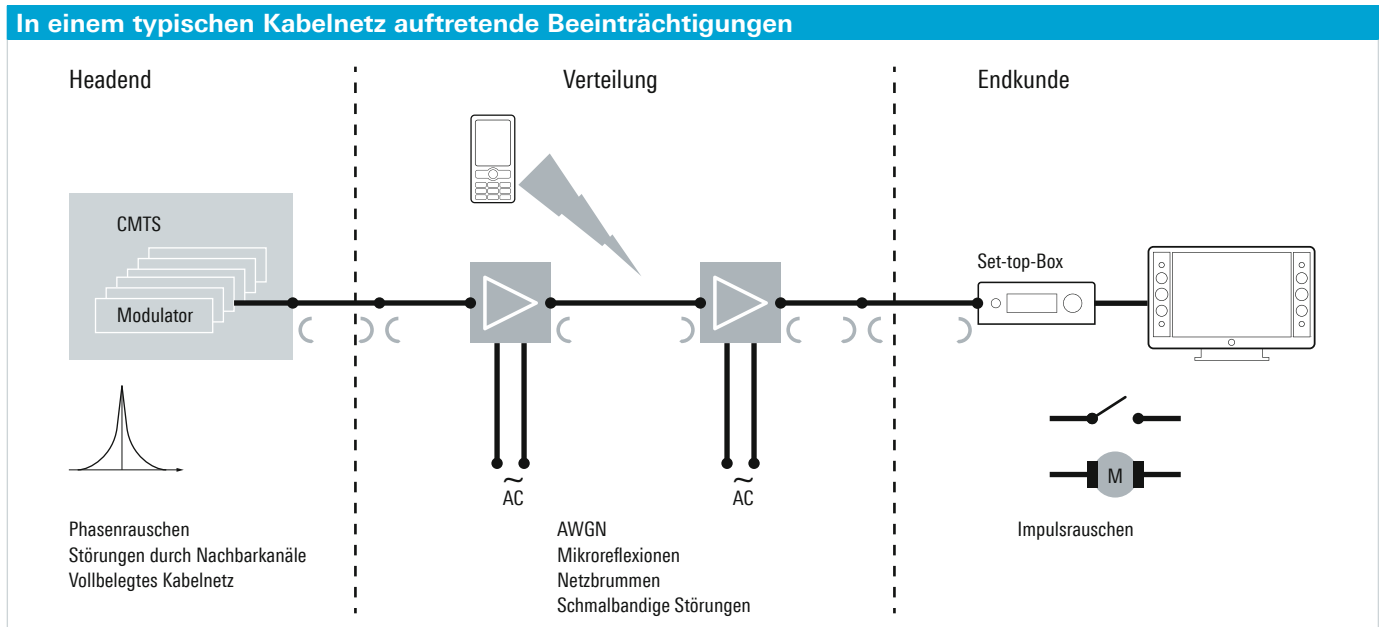 In einem typischen Kabelnetz auftretende Beeinträchtigungen
Headend
Verteilung
Endkunde
CMTS
Modulator
Set-top-Box
~
AC
~
AC
M
Phasenrauschen
Störungen durch Nachbarkanäle
Vollbelegtes Kabelnetz
AWGN
Mikroreflexionen
Netzbrummen
Schmalbandige Störungen
Impulsrauschen